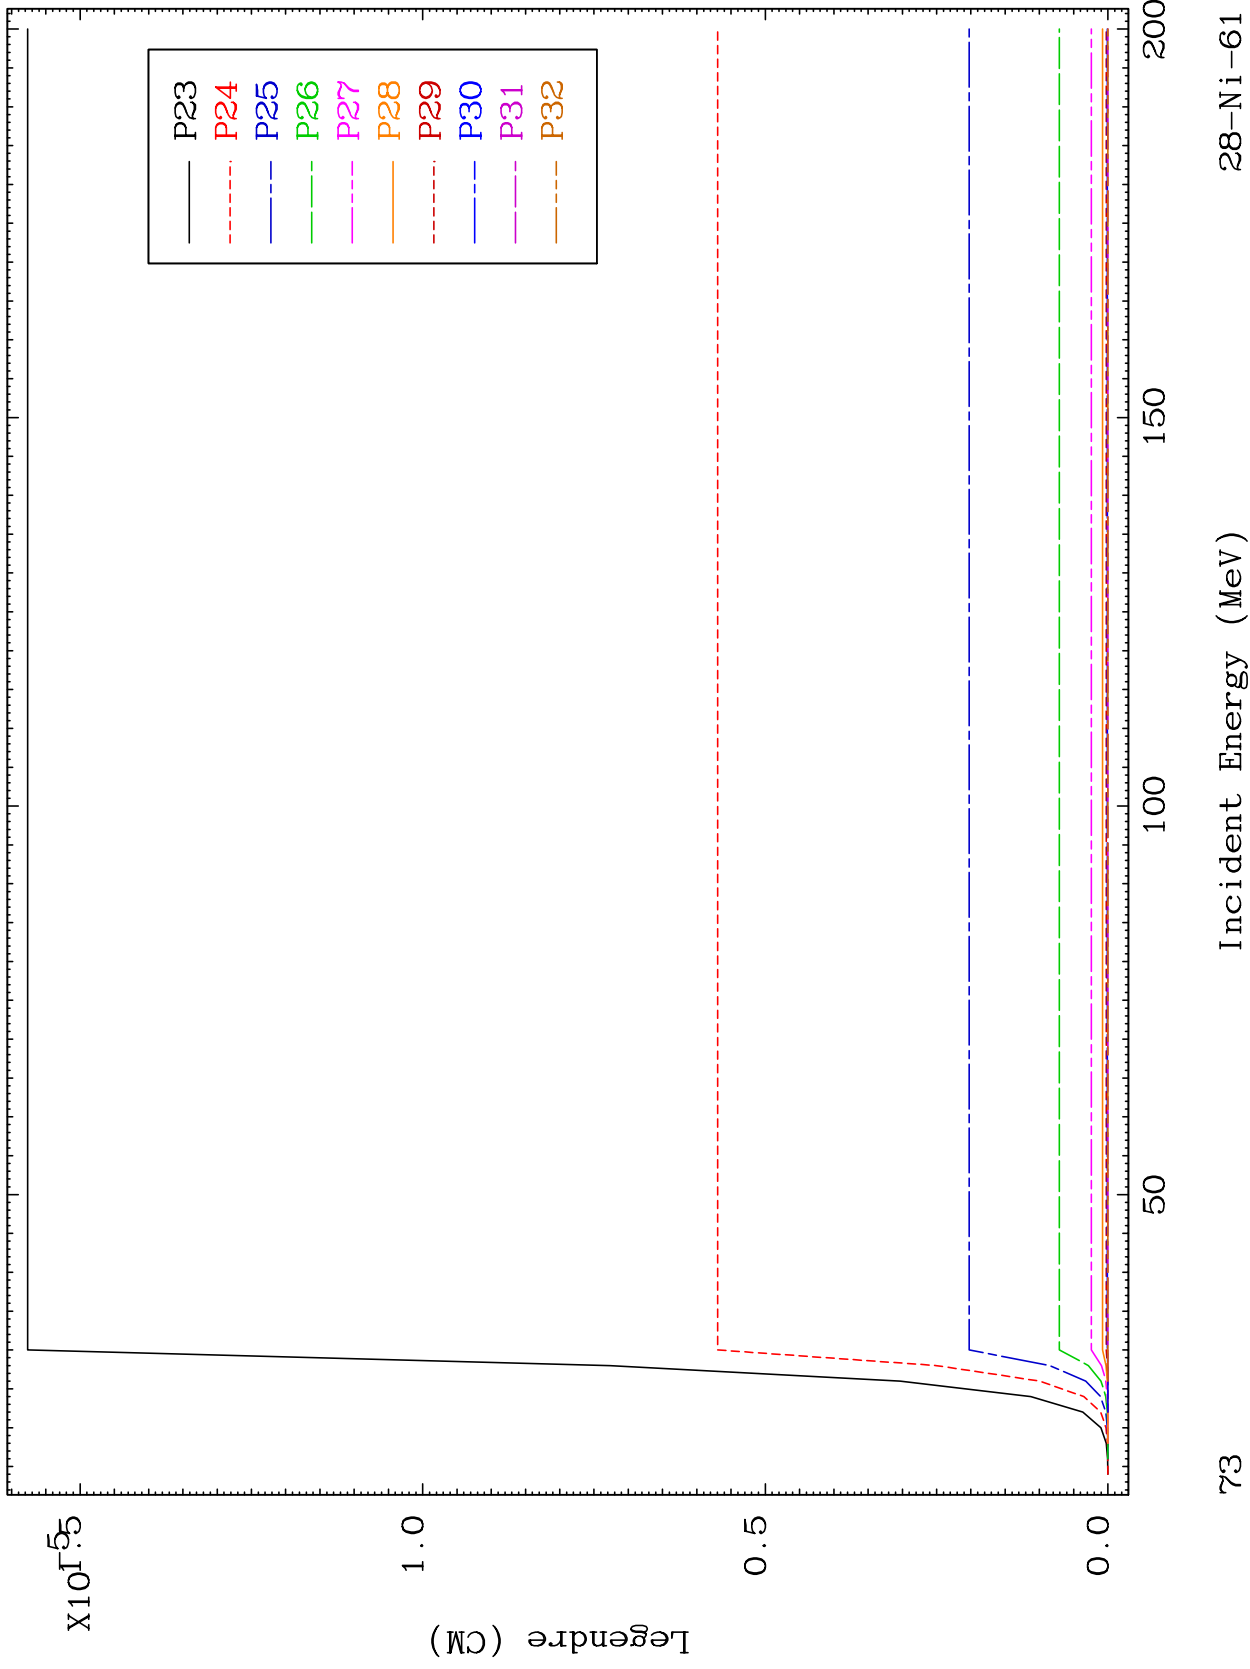 X10-5
1.5
1.0
0.5
0.0
Legendre (CM)
P23
P24
P25
P26
P27
P28
P29
P30
P31
P32
50
100
150
200
Incident Energy (MeV)
73
28-Ni-61